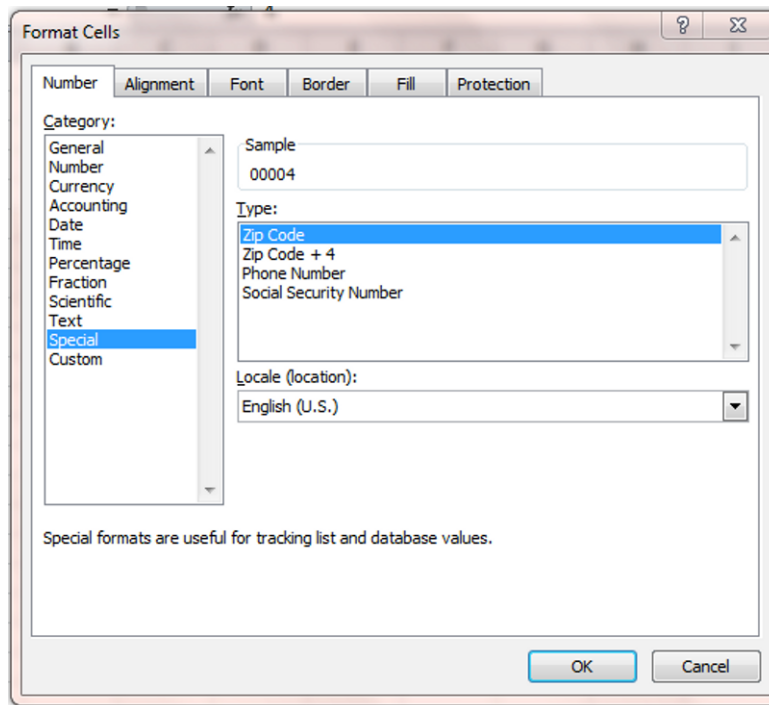 Format Cells
Number Alignment Font Border Fill Protection
Category:
General
Number
Currency
Accounting
Date
Time
Percentage
Fraction
Scientific
Text
Special
Custom
Sample
00004
Type:
Zip Code
Zip Code + 4
Phone Number
Social Security Number
Locale (location):
English (U.S.)
Special formats are useful for tracking list and database values.
OK Cancel